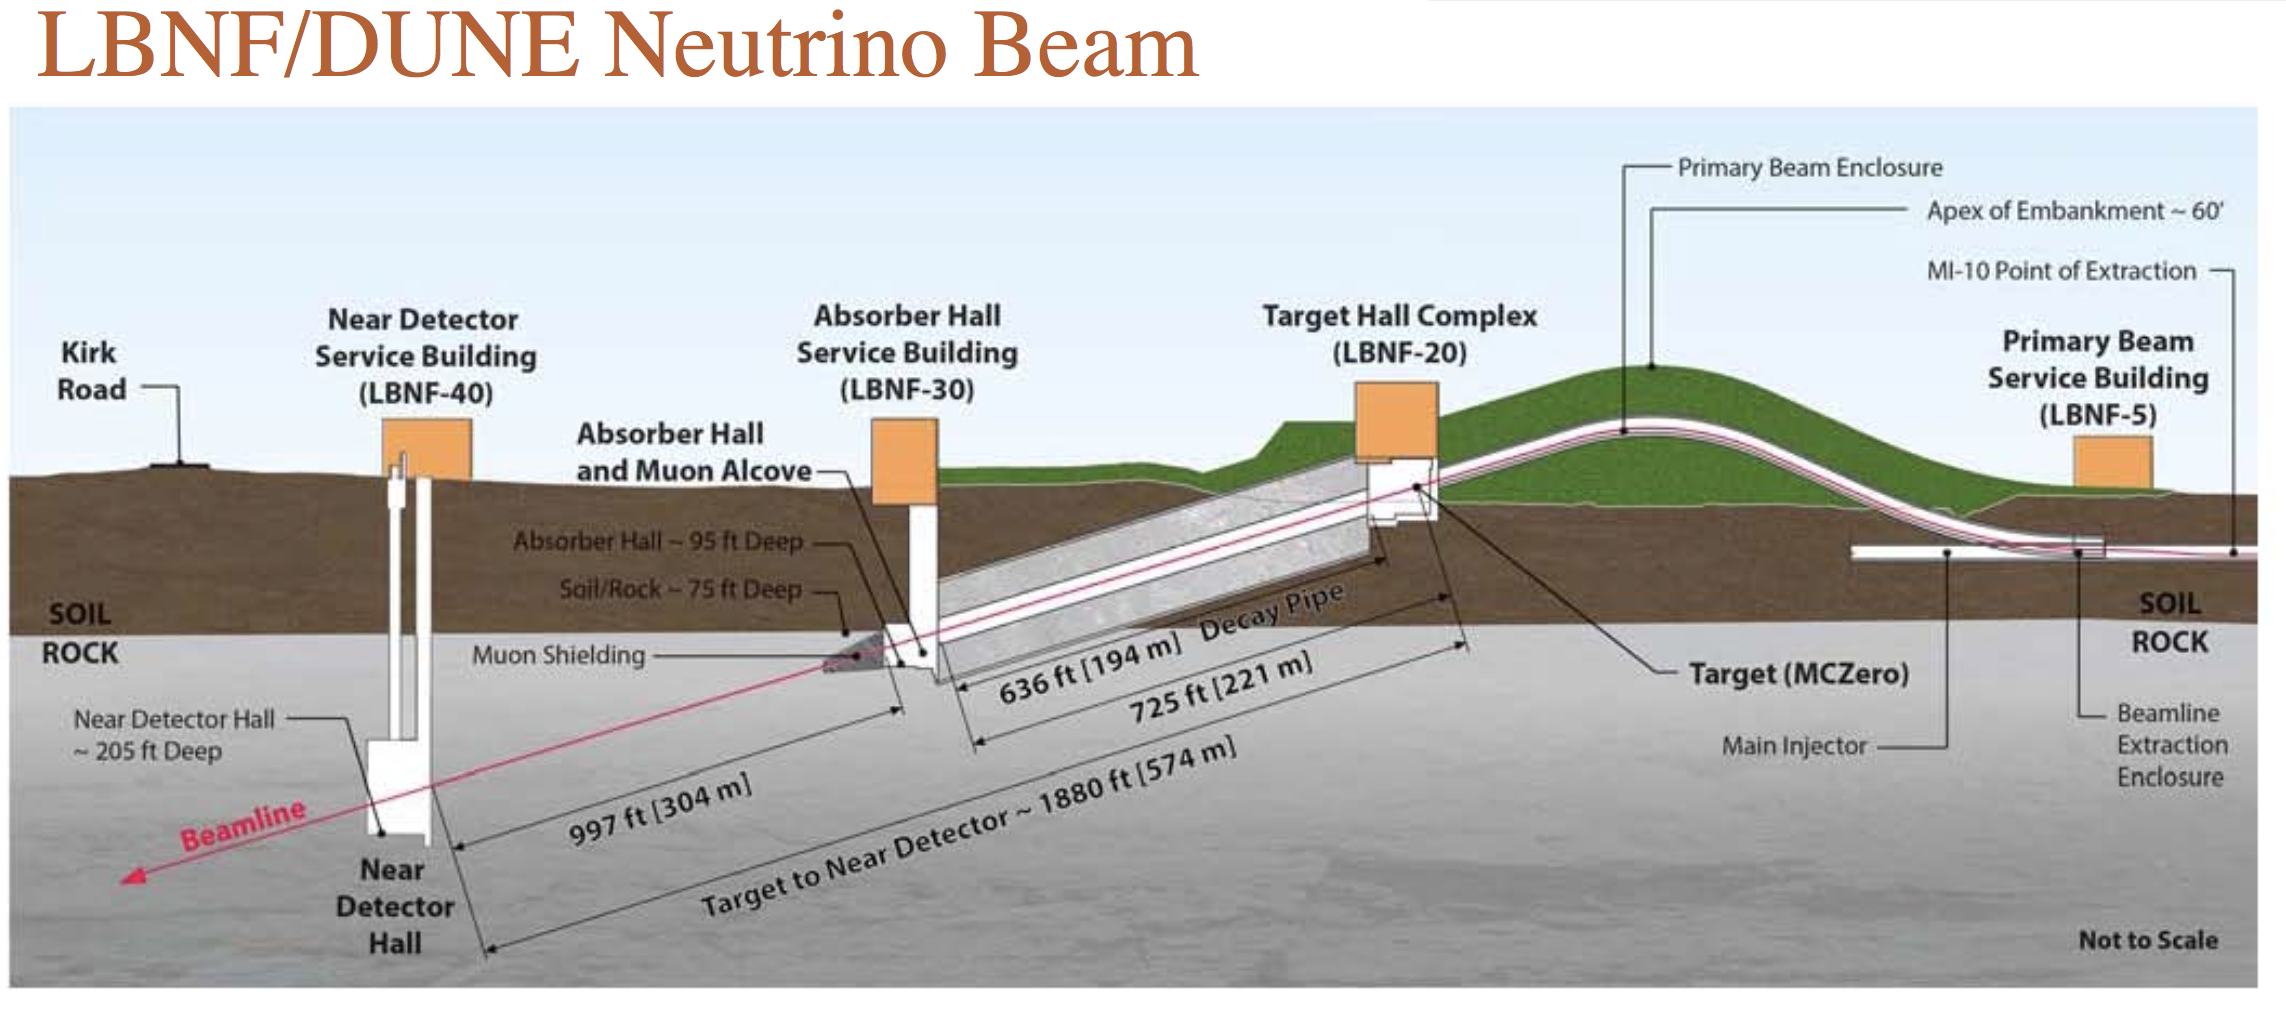 LBNF/DUNE Neutrino Beam
Primary Beam Enclosure
Apex of Embankment ~ 60'
MI-10 Point of Extraction
Kirk
Road
Near Detector
Service Building
(LBNF-40)
Absorber Hall
Service Building
(LBNF-30)
Target Hall Complex
(LBNF-20)
Primary Beam
Service Building
(LBNF-5)
Absorber Hall
and Muon Alcove
Absorber Hall ~ 95 ft Deep
Soil/Rock ~ 75 ft Deep
Muon Shielding
SOIL
ROCK
SOIL
ROCK
Near Detector Hall
~ 205 ft Deep
Beamline
Near
Detector
Hall
636 ft [194 m] Decay Pipe
725 ft [221 m]
997 ft [304 m]
Target to Near Detector ~ 1880 ft [574 m]
Target (MCZero)
Main Injector
Beamline
Extraction
Enclosure
Not to Scale